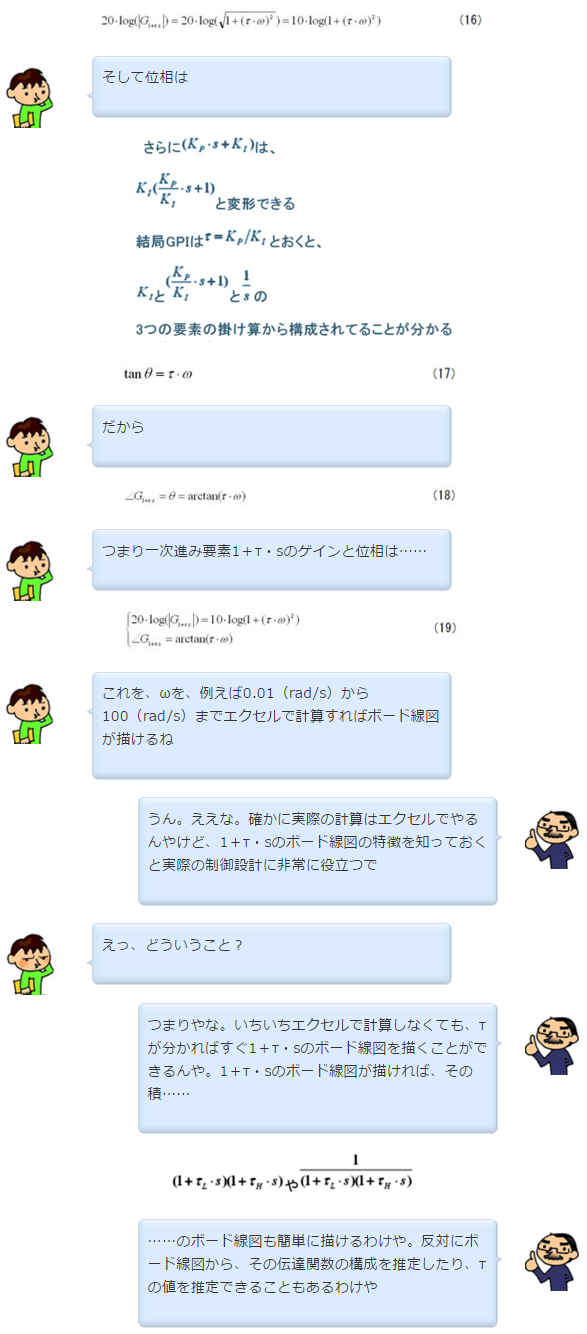 20·log(|G₁₊τs|) = 20·log(√(1+(τ·ω)²)) = 10·log(1+(τ·ω)²) (16)
そして位相は
さらに(K_P·s+K_I)は、
K_I(K_P/K_I·s+1)と変形できる
結局GPIはτ=K_P/K_Iとおくと、
K_Iと(K_P/K_I·s+1)と1/sの
3つの要素の掛け算から構成されてることが分かる
tanθ=τ·ω (17)
だから
∠G₁₊τs=θ=arctan(τ·ω) (18)
つまり一次進み要素1+τ・sのゲインと位相は……
{20·log(|G₁₊τs|)=10·log(1+(τ·ω)²)
∠G₁₊τs=arctan(τ·ω) (19)
これを、ωを、例えば0.01（rad/s）から
100（rad/s）までエクセルで計算すればボード線図
が描けるね
うん。ええな。確かに実際の計算はエクセルでやる
んやけど、1+τ・sのボード線図の特徴を知っておく
と実際の制御設計に非常に役立つで
えっ、どういうこと？
つまりやな。いちいちエクセルで計算しなくても、τ
が分かればすぐ1+τ・sのボード線図を描くことがで
きるんや。1+τ・sのボード線図が描ければ、その
積……
(1+τ_L·s)(1+τ_H·s)や1/((1+τ_L·s)(1+τ_H·s))
……のボード線図も簡単に描けるわけや。反対にボ
ード線図から、その伝達関数の構成を推定したり、τ
の値を推定できることもあるわけや